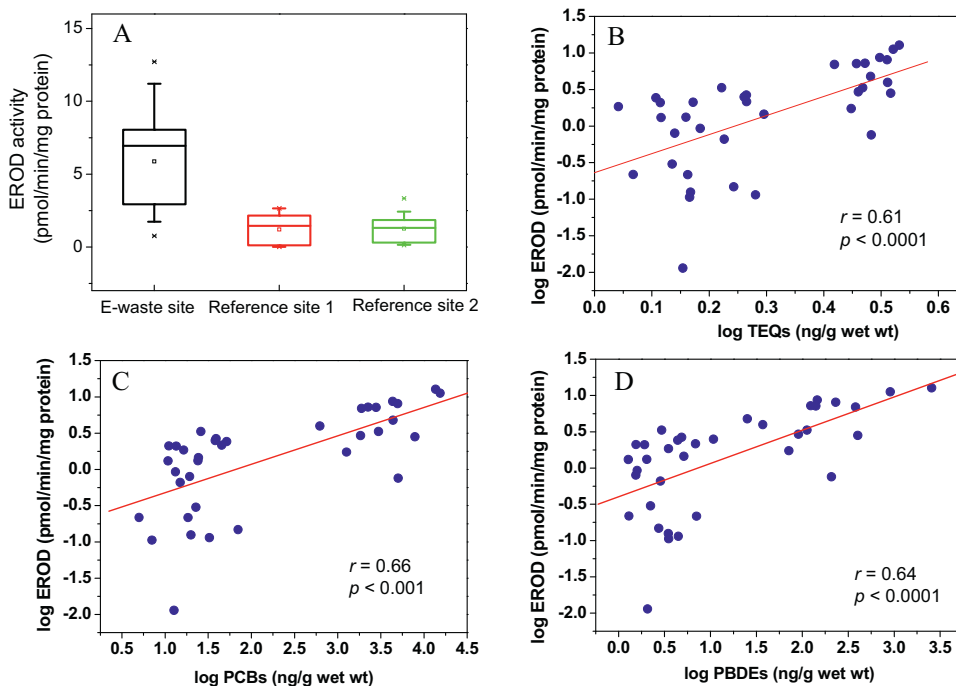 A
EROD activity
(pmol/min/mg protein)
15
10
5
0
E-waste site
Reference site 1
Reference site 2
B
log EROD (pmol/min/mg protein)
1.5
1.0
0.5
0.0
-0.5
-1.0
-1.5
-2.0
r = 0.61
p < 0.0001
0.0 0.1 0.2 0.3 0.4 0.5 0.6
log TEQs (ng/g wet wt)
C
log EROD (pmol/min/mg protein)
1.5
1.0
0.5
0.0
-0.5
-1.0
-1.5
-2.0
r = 0.66
p < 0.001
0.5 1.0 1.5 2.0 2.5 3.0 3.5 4.0 4.5
log PCBs (ng/g wet wt)
D
log EROD (pmol/min/mg protein)
1.5
1.0
0.5
0.0
-0.5
-1.0
-1.5
-2.0
r = 0.64
p < 0.0001
0.0 0.5 1.0 1.5 2.0 2.5 3.0 3.5
log PBDEs (ng/g wet wt)